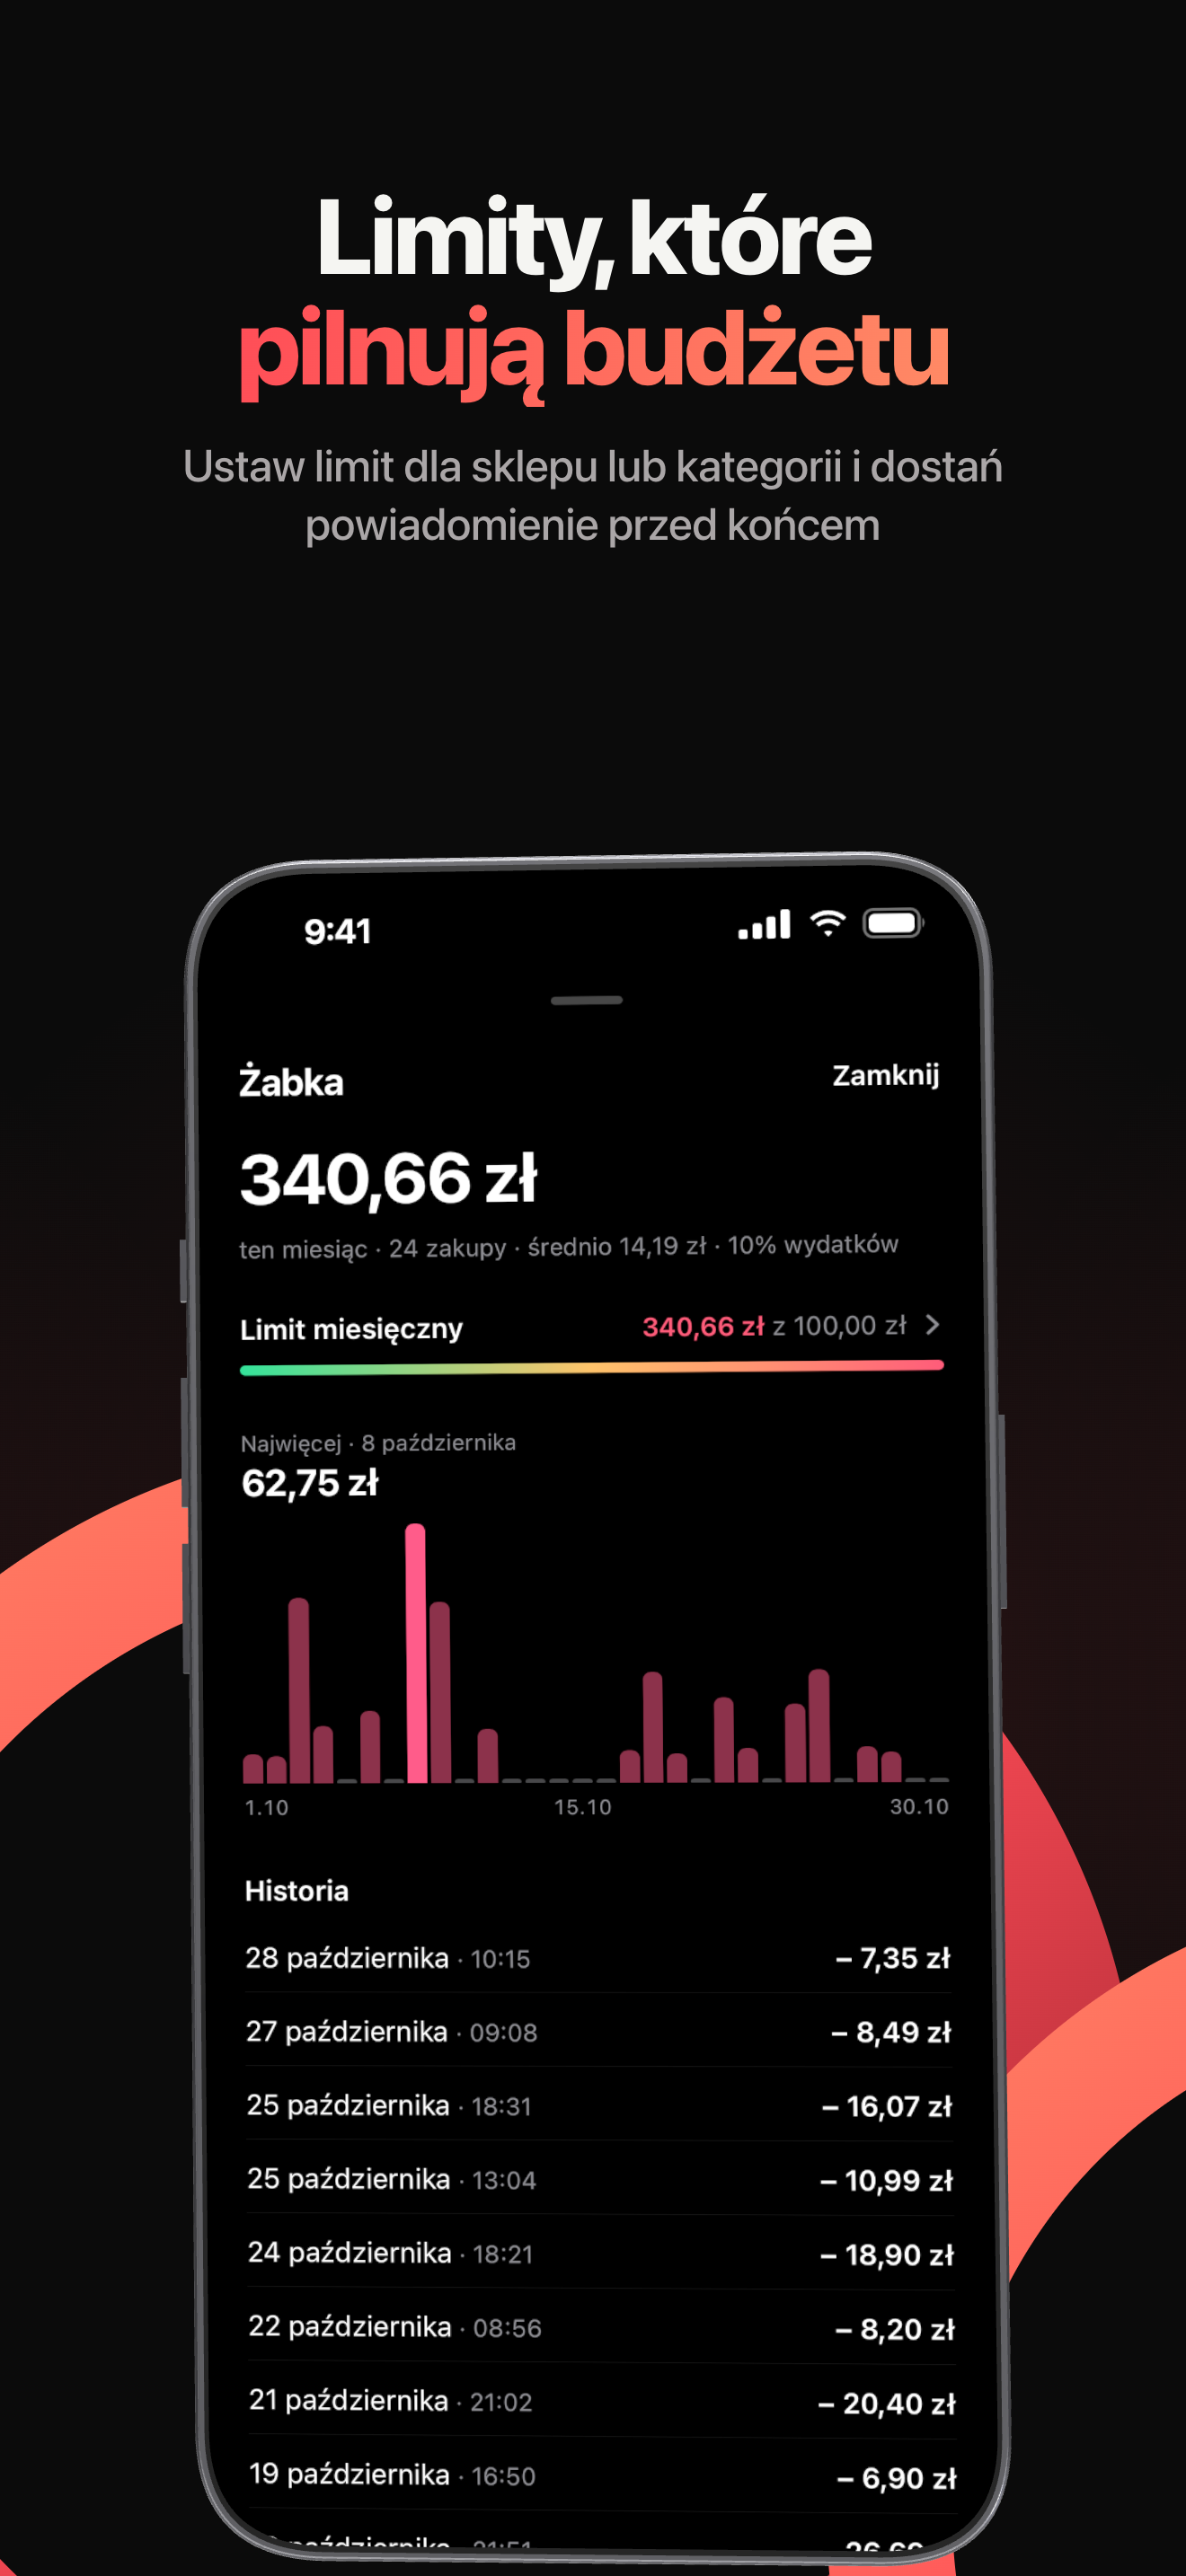 Limity, które
pilnują budżetu
Ustaw limit dla sklepu lub kategorii i dostań
powiadomienie przed końcem
9:41
Żabka
Zamknij
340,66 zł
ten miesiąc · 24 zakupy · średnio 14,19 zł · 10% wydatków
Limit miesięczny
340,66 zł z 100,00 zł
Najwięcej · 8 października
62,75 zł
1.10
15.10
30.10
Historia
28 października · 10:15 – 7,35 zł
27 października · 09:08 – 8,49 zł
25 października · 18:31 – 16,07 zł
25 października · 13:04 – 10,99 zł
24 października · 18:21 – 18,90 zł
22 października · 08:56 – 8,20 zł
21 października · 21:02 – 20,40 zł
19 października · 16:50 – 6,90 zł
października · 21:51